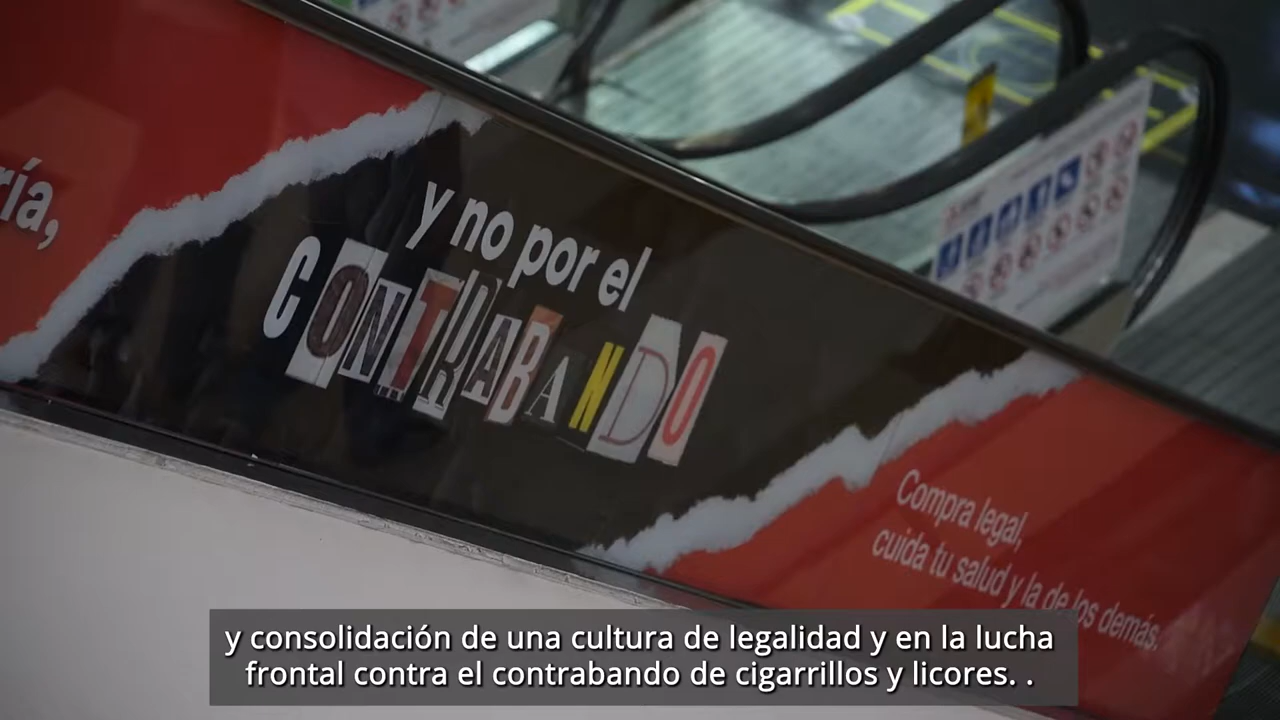 ría,
y no por el
CONTRABANDO
Compra legal,
cuida tu salud y la de los demás.
y consolidación de una cultura de legalidad y en la lucha
frontal contra el contrabando de cigarrillos y licores. .